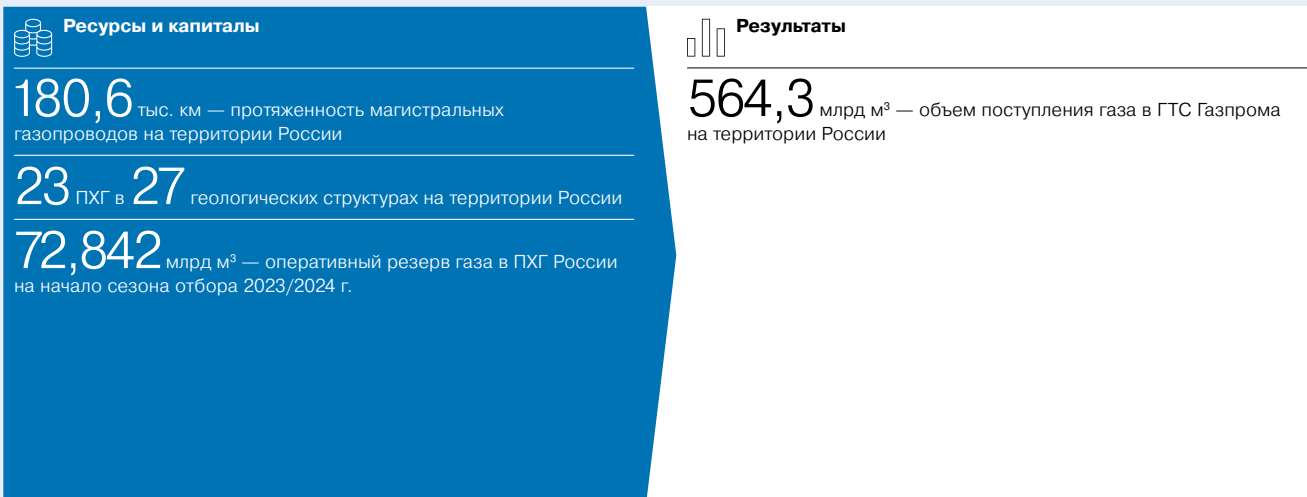 Ресурсы и капиталы
180,6 тыс. км — протяженность магистральных
газопроводов на территории России
23 ПХГ в 27 геологических структурах на территории России
72,842 млрд м³ — оперативный резерв газа в ПХГ России
на начало сезона отбора 2023/2024 г.
Результаты
564,3 млрд м³ — объем поступления газа в ГТС Газпрома
на территории России